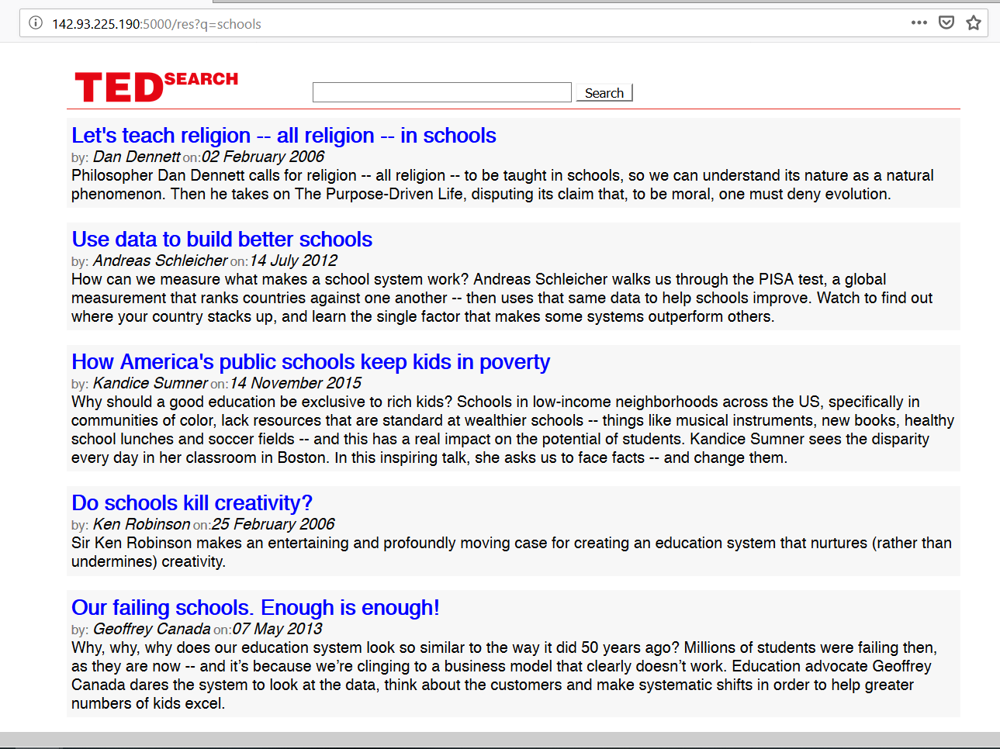 142.93.225.190:5000/res?q=schools
TED SEARCH
Search
Let's teach religion -- all religion -- in schools
by: Dan Dennett on:02 February 2006
Philosopher Dan Dennett calls for religion -- all religion -- to be taught in schools, so we can understand its nature as a natural
phenomenon. Then he takes on The Purpose-Driven Life, disputing its claim that, to be moral, one must deny evolution.
Use data to build better schools
by: Andreas Schleicher on:14 July 2012
How can we measure what makes a school system work? Andreas Schleicher walks us through the PISA test, a global
measurement that ranks countries against one another -- then uses that same data to help schools improve. Watch to find out
where your country stacks up, and learn the single factor that makes some systems outperform others.
How America's public schools keep kids in poverty
by: Kandice Sumner on:14 November 2015
Why should a good education be exclusive to rich kids? Schools in low-income neighborhoods across the US, specifically in
communities of color, lack resources that are standard at wealthier schools -- things like musical instruments, new books, healthy
school lunches and soccer fields -- and this has a real impact on the potential of students. Kandice Sumner sees the disparity
every day in her classroom in Boston. In this inspiring talk, she asks us to face facts -- and change them.
Do schools kill creativity?
by: Ken Robinson on:25 February 2006
Sir Ken Robinson makes an entertaining and profoundly moving case for creating an education system that nurtures (rather than
undermines) creativity.
Our failing schools. Enough is enough!
by: Geoffrey Canada on:07 May 2013
Why, why, why does our education system look so similar to the way it did 50 years ago? Millions of students were failing then,
as they are now -- and it’s because we’re clinging to a business model that clearly doesn’t work. Education advocate Geoffrey
Canada dares the system to look at the data, think about the customers and make systematic shifts in order to help greater
numbers of kids excel.